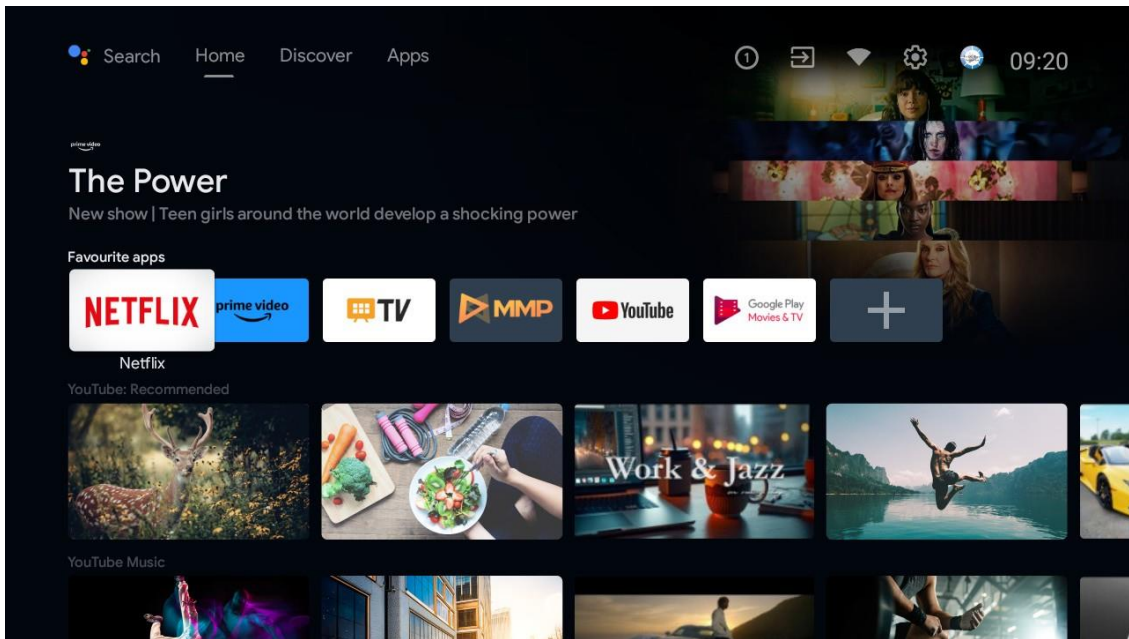 Search Home Discover Apps
1
09:20
prime video
The Power
New show | Teen girls around the world develop a shocking power
Favourite apps
NETFLIX prime video TV MMP YouTube Google Play
Movies & TV
Netflix
YouTube: Recommended
Work & Jazz
YouTube Music